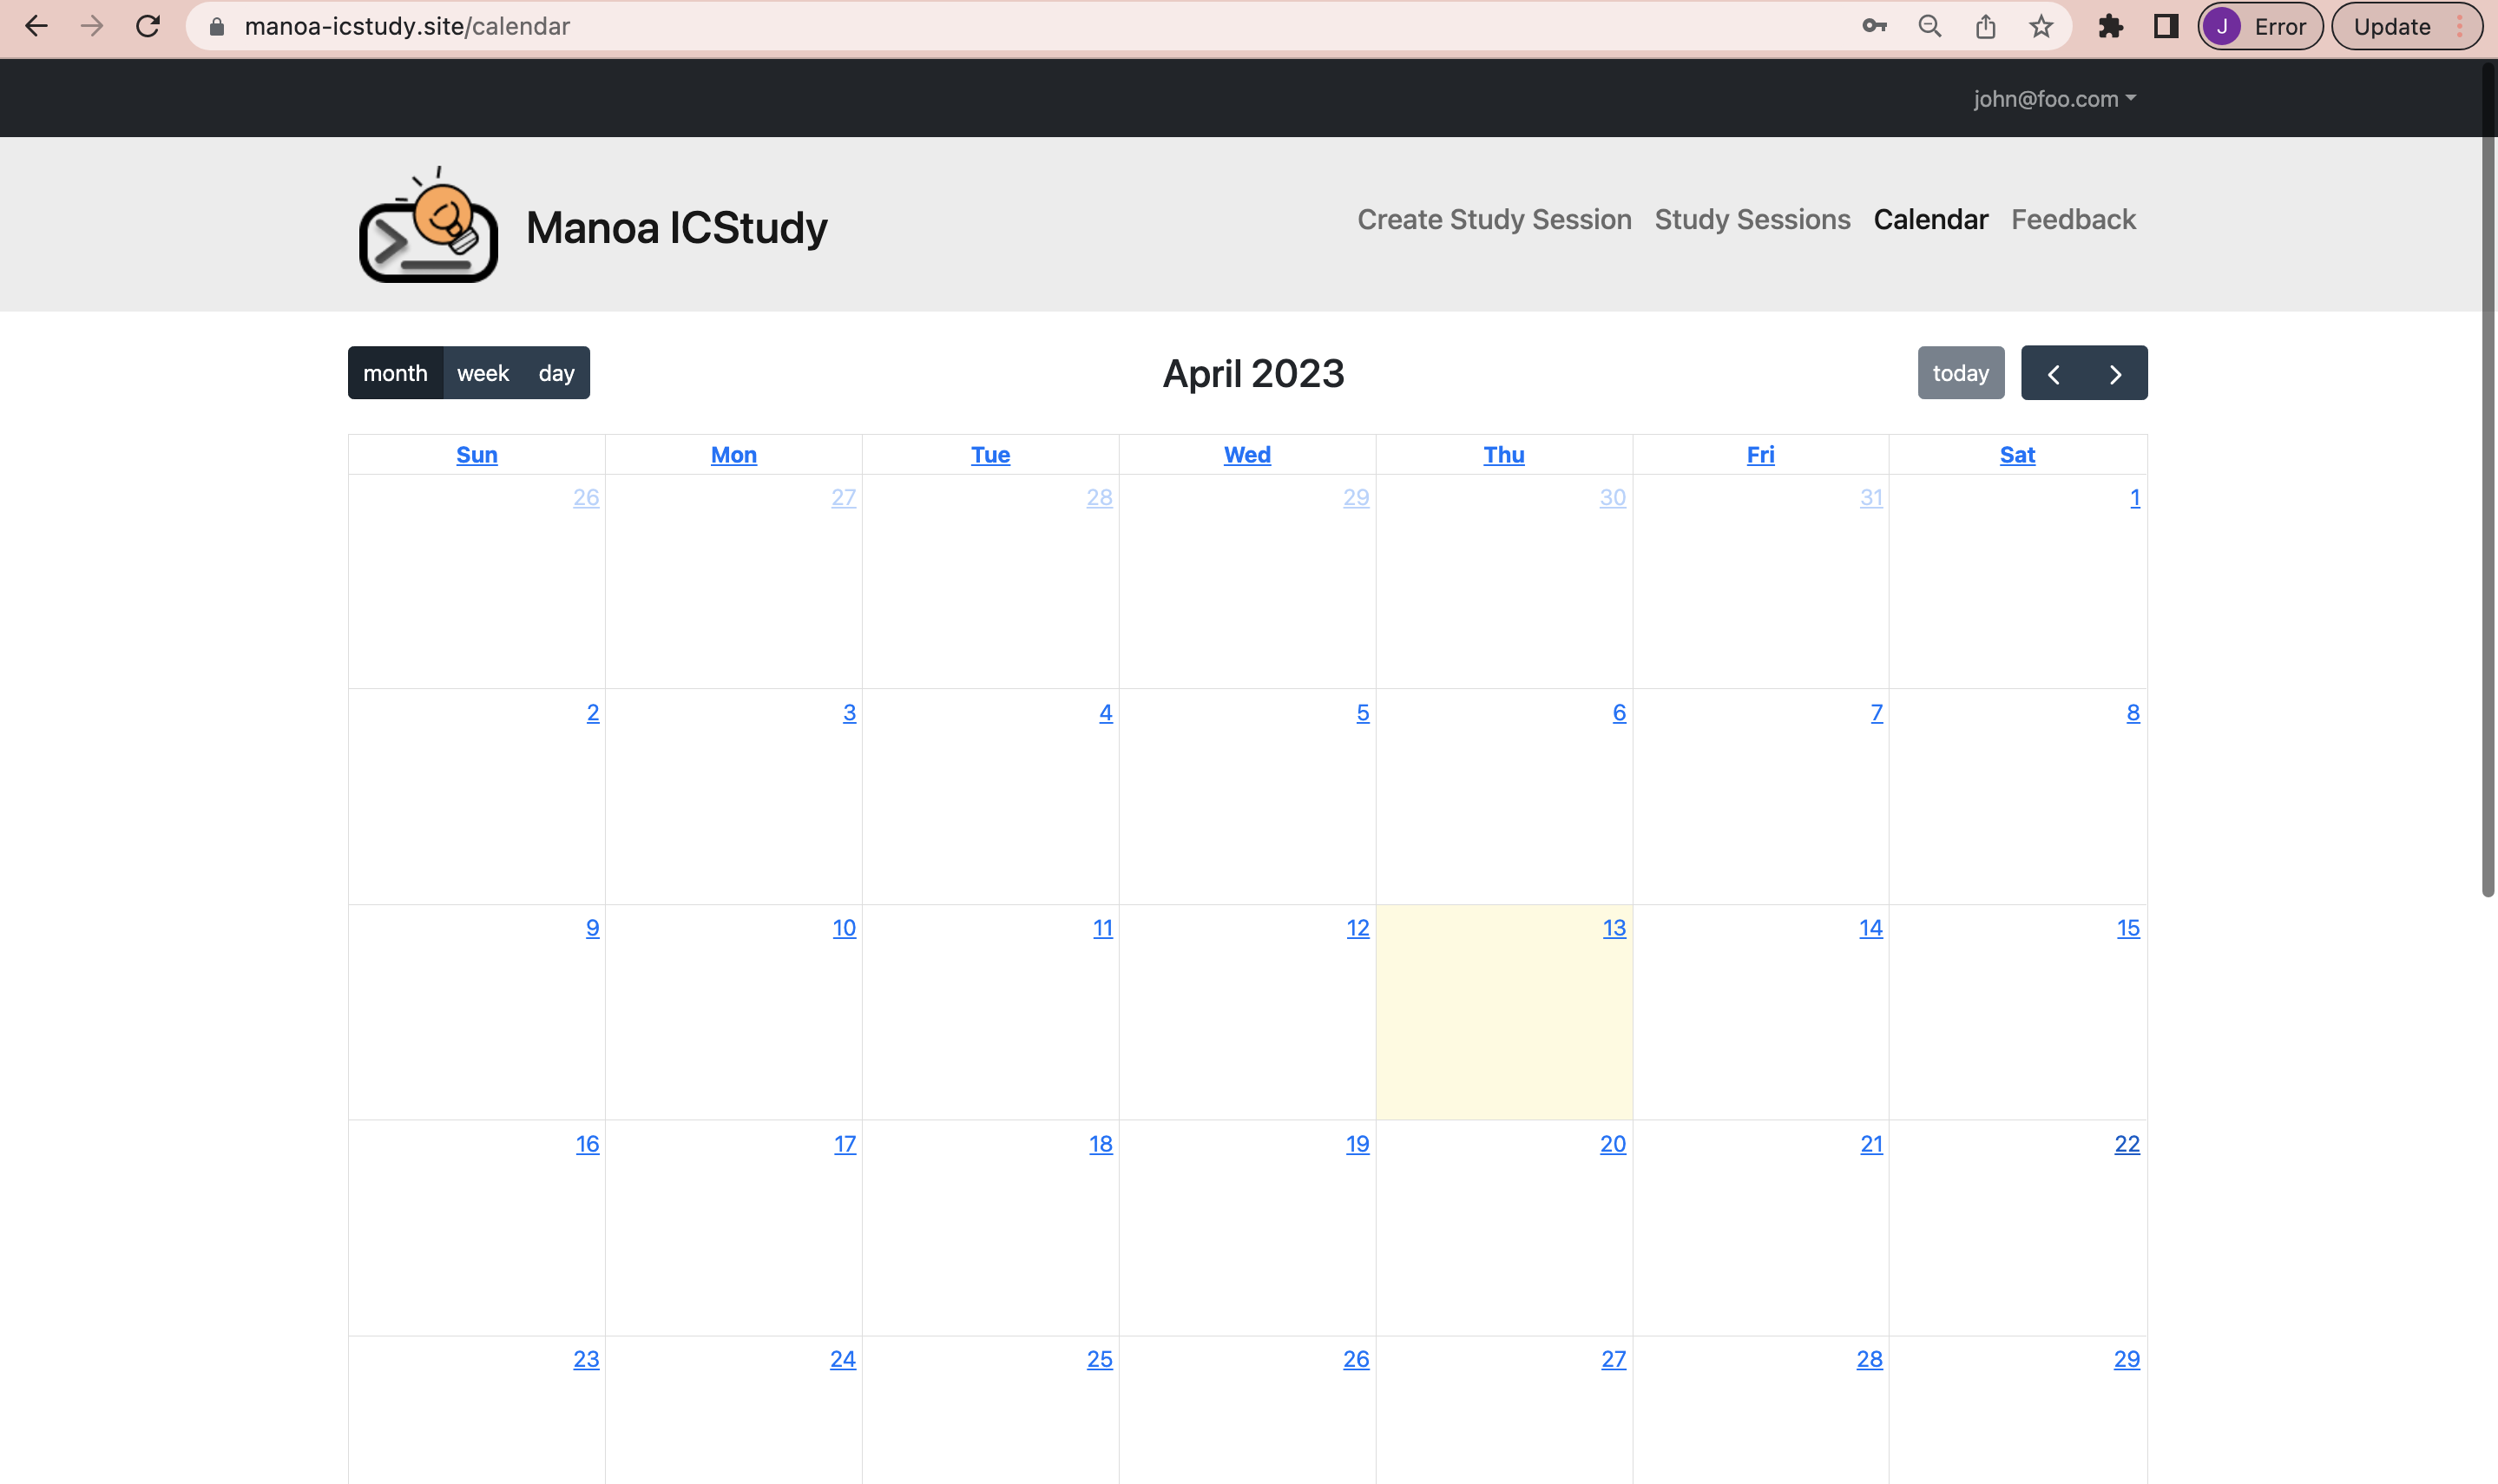 manoa-icstudy.site/calendar
J Error Update
john@foo.com
Manoa ICStudy
Create Study Session Study Sessions Calendar Feedback
month week day April 2023 today
Sun Mon Tue Wed Thu Fri Sat
26 27 28 29 30 31 1
2 3 4 5 6 7 8
9 10 11 12 13 14 15
16 17 18 19 20 21 22
23 24 25 26 27 28 29